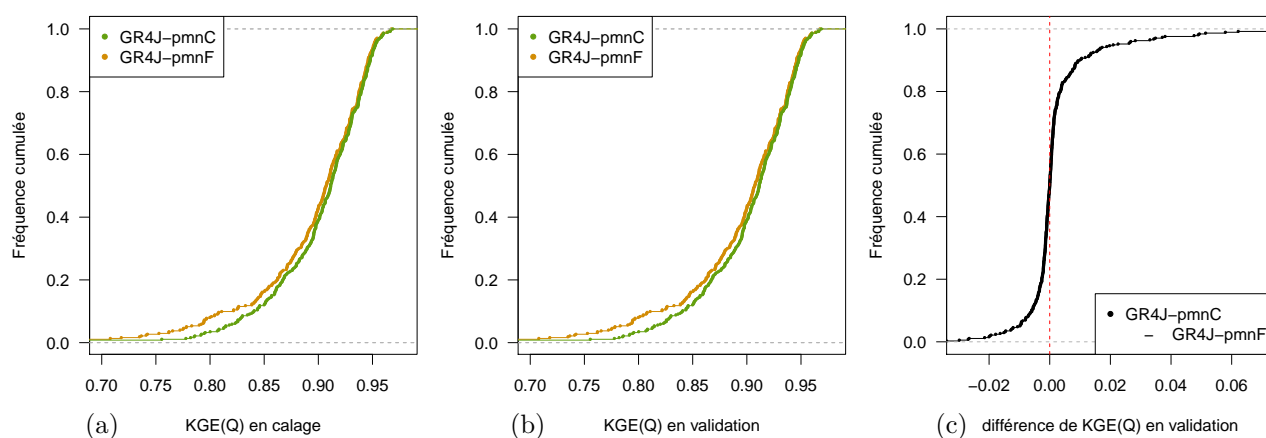 Fréquence cumulée
1.0
0.8
0.6
0.4
0.2
0.0
GR4J−pmnC
GR4J−pmnF
0.70 0.75 0.80 0.85 0.90 0.95
(a) KGE(Q) en calage
Fréquence cumulée
1.0
0.8
0.6
0.4
0.2
0.0
GR4J−pmnC
GR4J−pmnF
0.70 0.75 0.80 0.85 0.90 0.95
(b) KGE(Q) en validation
Fréquence cumulée
1.0
0.8
0.6
0.4
0.2
0.0
GR4J−pmnC
− GR4J−pmnF
−0.02 0.00 0.02 0.04 0.06
(c) différence de KGE(Q) en validation